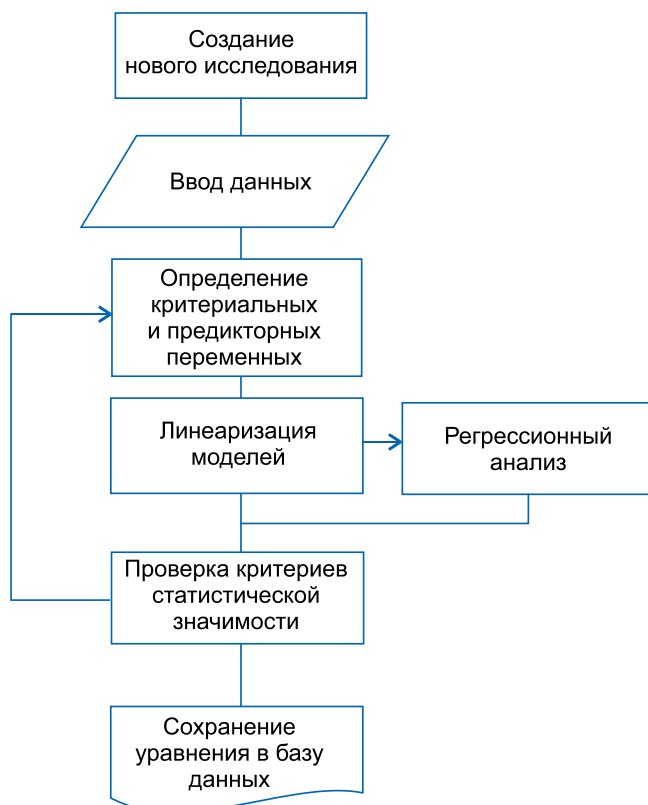 Создание
нового исследования
Ввод данных
Определение
критериальных
и предикторных
переменных
Линеаризация
моделей
Регрессионный
анализ
Проверка критериев
статистической
значимости
Сохранение
уравнения в базу
данных